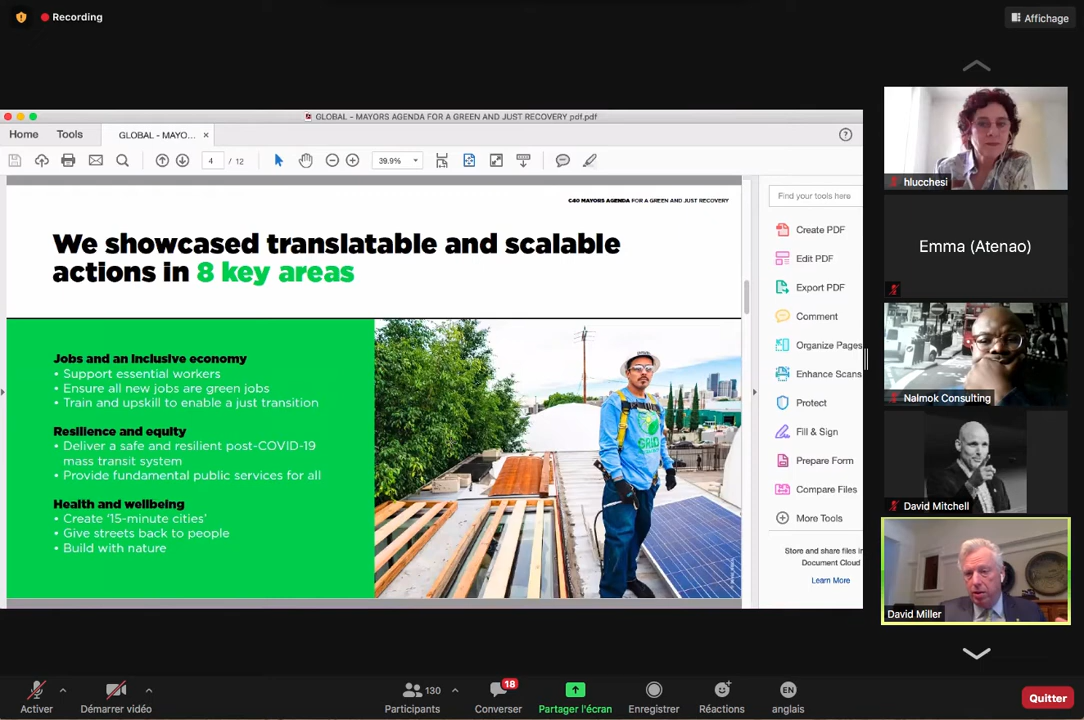 Recording
Affichage
GLOBAL - MAYORS AGENDA FOR A GREEN AND JUST RECOVERY pdf.pdf
Home
Tools
GLOBAL - MAYO... ×
4 / 12
39.9%
C40 MAYORS AGENDA FOR A GREEN AND JUST RECOVERY
We showcased translatable and scalable
actions in 8 key areas
Jobs and an inclusive economy
• Support essential workers
• Ensure all new jobs are green jobs
• Train and upskill to enable a just transition
Resilience and equity
• Deliver a safe and resilient post-COVID-19
mass transit system
• Provide fundamental public services for all
Health and wellbeing
• Create ‘15-minute cities’
• Give streets back to people
• Build with nature
GRID
Find your tools here
Create PDF
Edit PDF
Export PDF
Comment
Organize Pages
Enhance Scans
Protect
Fill & Sign
Prepare Form
Compare Files
More Tools
Store and share files in
Document Cloud
Learn More
hlucchesi
Emma (Atenao)
Nalmok Consulting
David Mitchell
David Miller
Activer
Démarrer vidéo
130
Participants
18
Converser
Partager l'écran
Enregistrer
Réactions
EN
anglais
Quitter